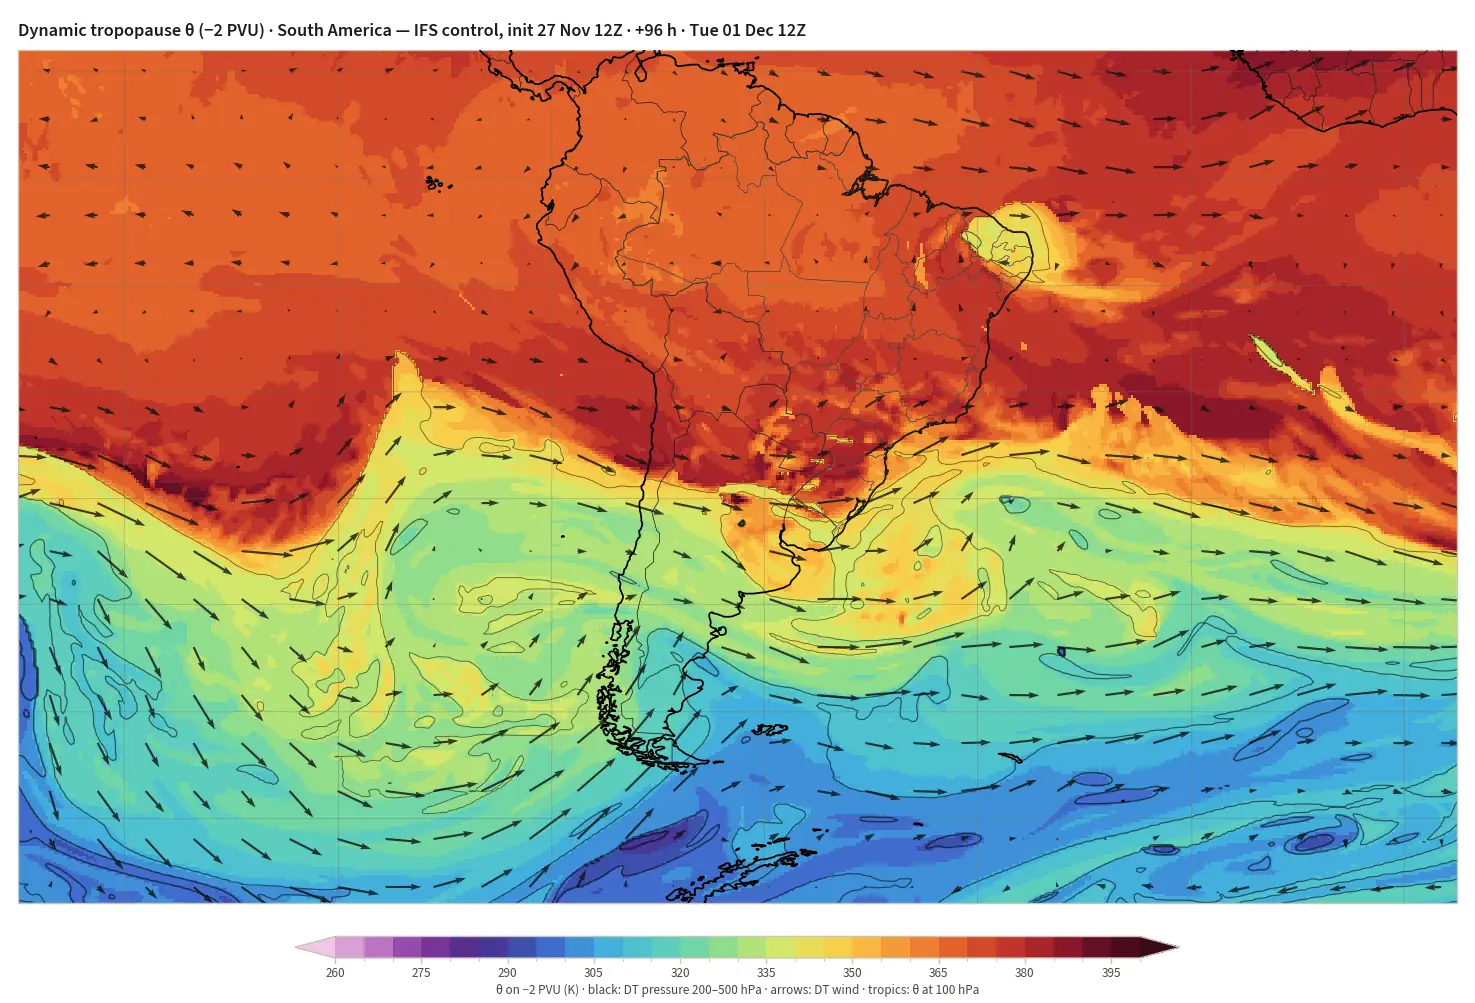 Dynamic tropopause θ (−2 PVU) · South America — IFS control, init 27 Nov 12Z · +96 h · Tue 01 Dec 12Z
260 275 290 305 320 335 350 365 380 395
θ on −2 PVU (K) · black: DT pressure 200–500 hPa · arrows: DT wind · tropics: θ at 100 hPa